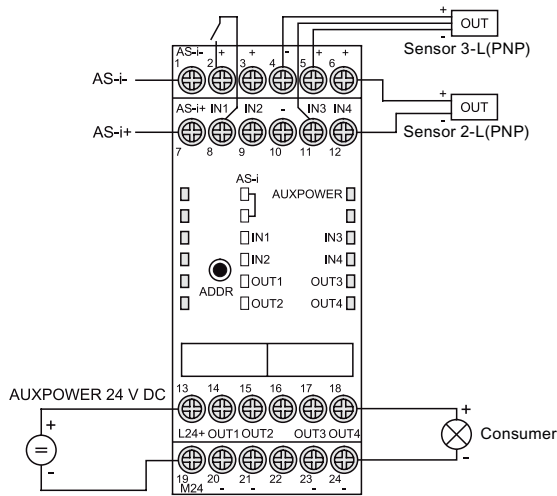 OUT
Sensor 3-L(PNP)
AS-i- + + - + +
1 2 3 4 5 6
AS-i-
OUT
Sensor 2-L(PNP)
AS-i+ IN1 IN2 - IN3 IN4
AS-i+
7 8 9 10 11 12
AS-i
AUXPOWER
IN1 IN3
IN2 IN4
ADDR OUT1 OUT3
OUT2 OUT4
AUXPOWER 24 V DC
13 14 15 16 17 18
L24+ OUT1 OUT2 OUT3 OUT4
Consumer
19 20 21 22 23 24
M24 - - - - -